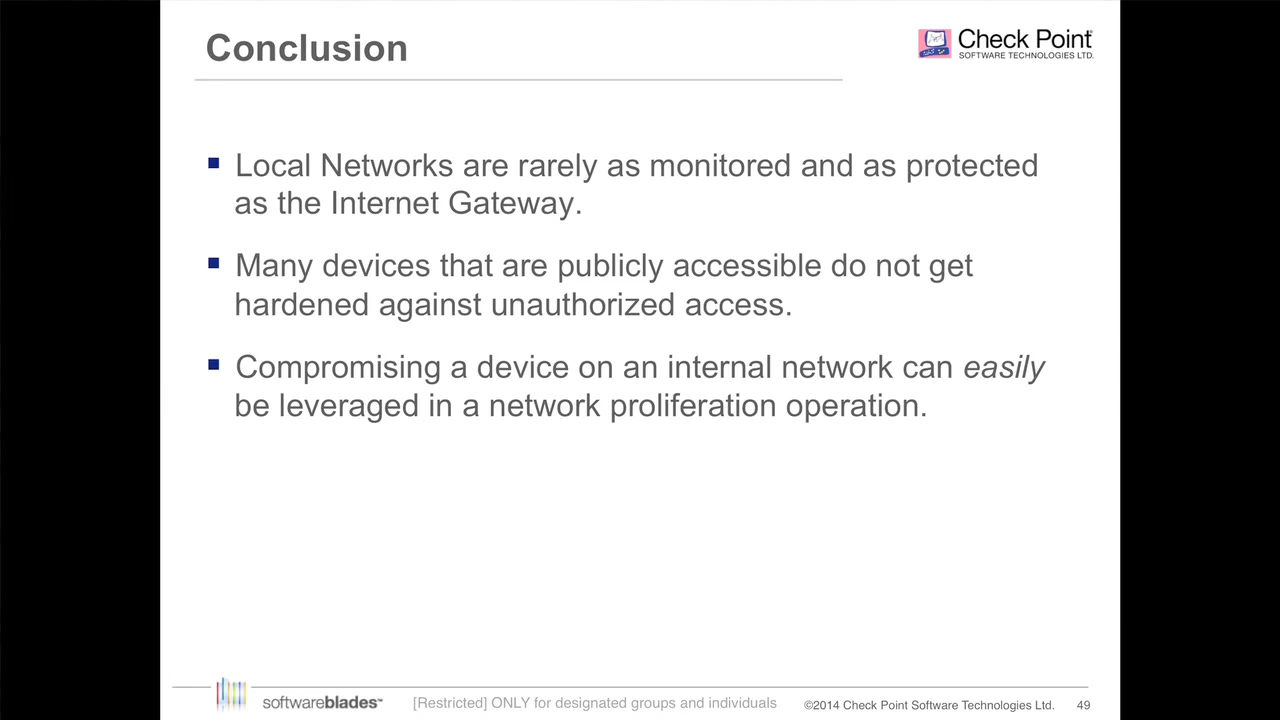 Conclusion
Check Point
SOFTWARE TECHNOLOGIES LTD.
▪ Local Networks are rarely as monitored and as protected
as the Internet Gateway.
▪ Many devices that are publicly accessible do not get
hardened against unauthorized access.
▪ Compromising a device on an internal network can easily
be leveraged in a network proliferation operation.
softwareblades™ [Restricted] ONLY for designated groups and individuals ©2014 Check Point Software Technologies Ltd. 49